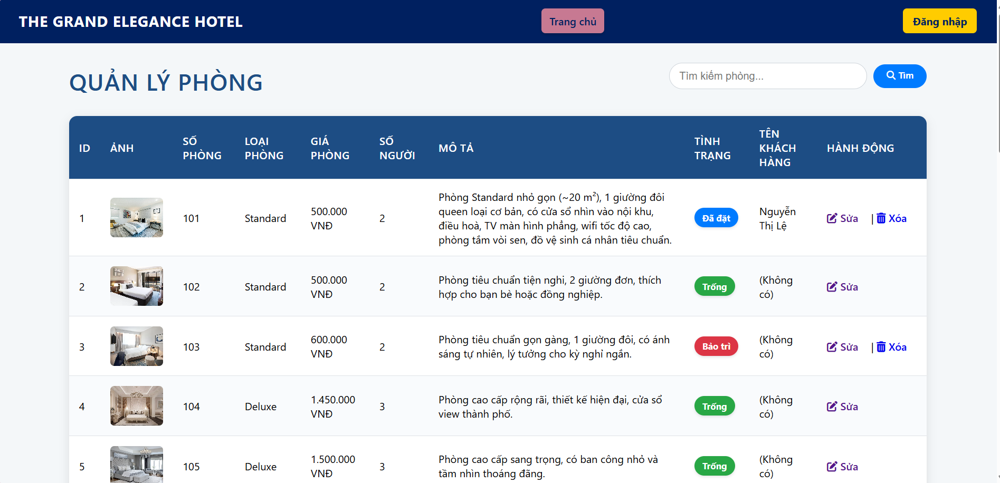 THE GRAND ELEGANCE HOTEL
Trang chủ
Đăng nhập
QUẢN LÝ PHÒNG
Tìm kiếm phòng...
Tìm
ID
ẢNH
SỐ
PHÒNG
LOẠI
PHÒNG
GIÁ
PHÒNG
SỐ
NGƯỜI
MÔ TẢ
TÌNH
TRẠNG
TÊN
KHÁCH
HÀNG
HÀNH ĐỘNG
1
101
Standard
500.000
VNĐ
2
Phòng Standard nhỏ gọn (~20 m²), 1 giường đôi
queen loại cơ bản, có cửa sổ nhìn vào nội khu,
điều hoà, TV màn hình phẳng, wifi tốc độ cao,
phòng tắm vòi sen, đồ vệ sinh cá nhân tiêu chuẩn.
Đã đặt
Nguyễn
Thị Lệ
Sửa | Xóa
2
102
Standard
500.000
VNĐ
2
Phòng tiêu chuẩn tiện nghi, 2 giường đơn, thích
hợp cho bạn bè hoặc đồng nghiệp.
Trống
(Không
có)
Sửa
3
103
Standard
600.000
VNĐ
2
Phòng tiêu chuẩn gọn gàng, 1 giường đôi, có ánh
sáng tự nhiên, lý tưởng cho kỳ nghỉ ngắn.
Bảo trì
(Không
có)
Sửa | Xóa
4
104
Deluxe
1.450.000
VNĐ
3
Phòng cao cấp rộng rãi, thiết kế hiện đại, cửa sổ
view thành phố.
Trống
(Không
có)
Sửa
5
105
Deluxe
1.500.000
VNĐ
3
Phòng cao cấp sang trọng, có ban công nhỏ và
tầm nhìn thoáng đãng.
Trống
(Không
có)
Sửa